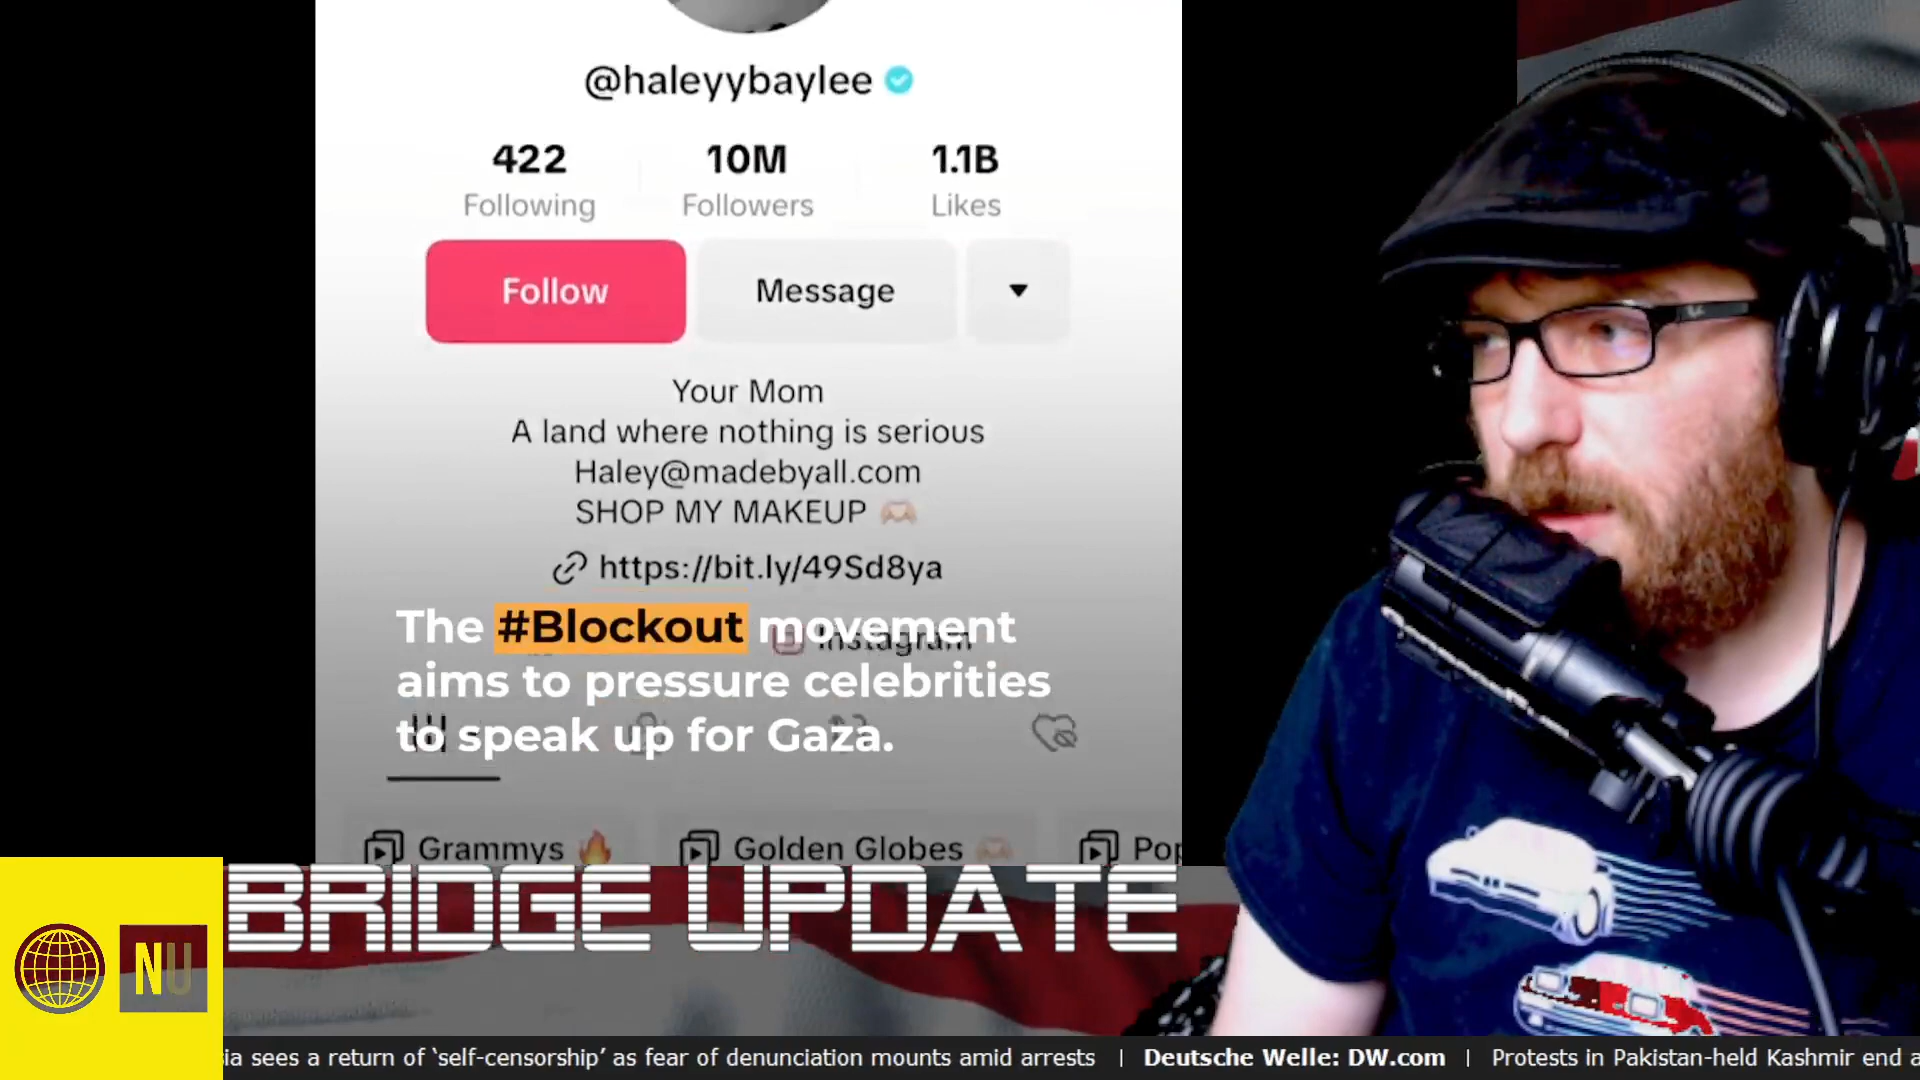 @haleyybaylee
422 10M 1.1B
Following Followers Likes
Follow Message
Your Mom
A land where nothing is serious
Haley@madebyall.com
SHOP MY MAKEUP 🫶🏼
https://bit.ly/49Sd8ya
Instagram
The #Blockout movement
aims to pressure celebrities
to speak up for Gaza.
Grammys 🔥 Golden Globes 🫶🏼 Pop
BRIDGE UPDATE
NU
sia sees a return of ‘self-censorship’ as fear of denunciation mounts amid arrests | Deutsche Welle: DW.com | Protests in Pakistan-held Kashmir end a